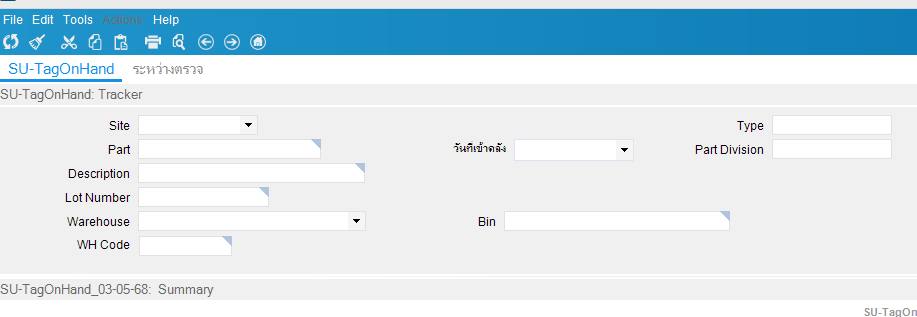 File Edit Tools Actions Help
SU-TagOnHand ระหว่างตรวจ
SU-TagOnHand: Tracker
Site Type
Part วันที่เข้าคลัง Part Division
Description
Lot Number
Warehouse Bin
WH Code
SU-TagOnHand_03-05-68: Summary
SU-TagOn